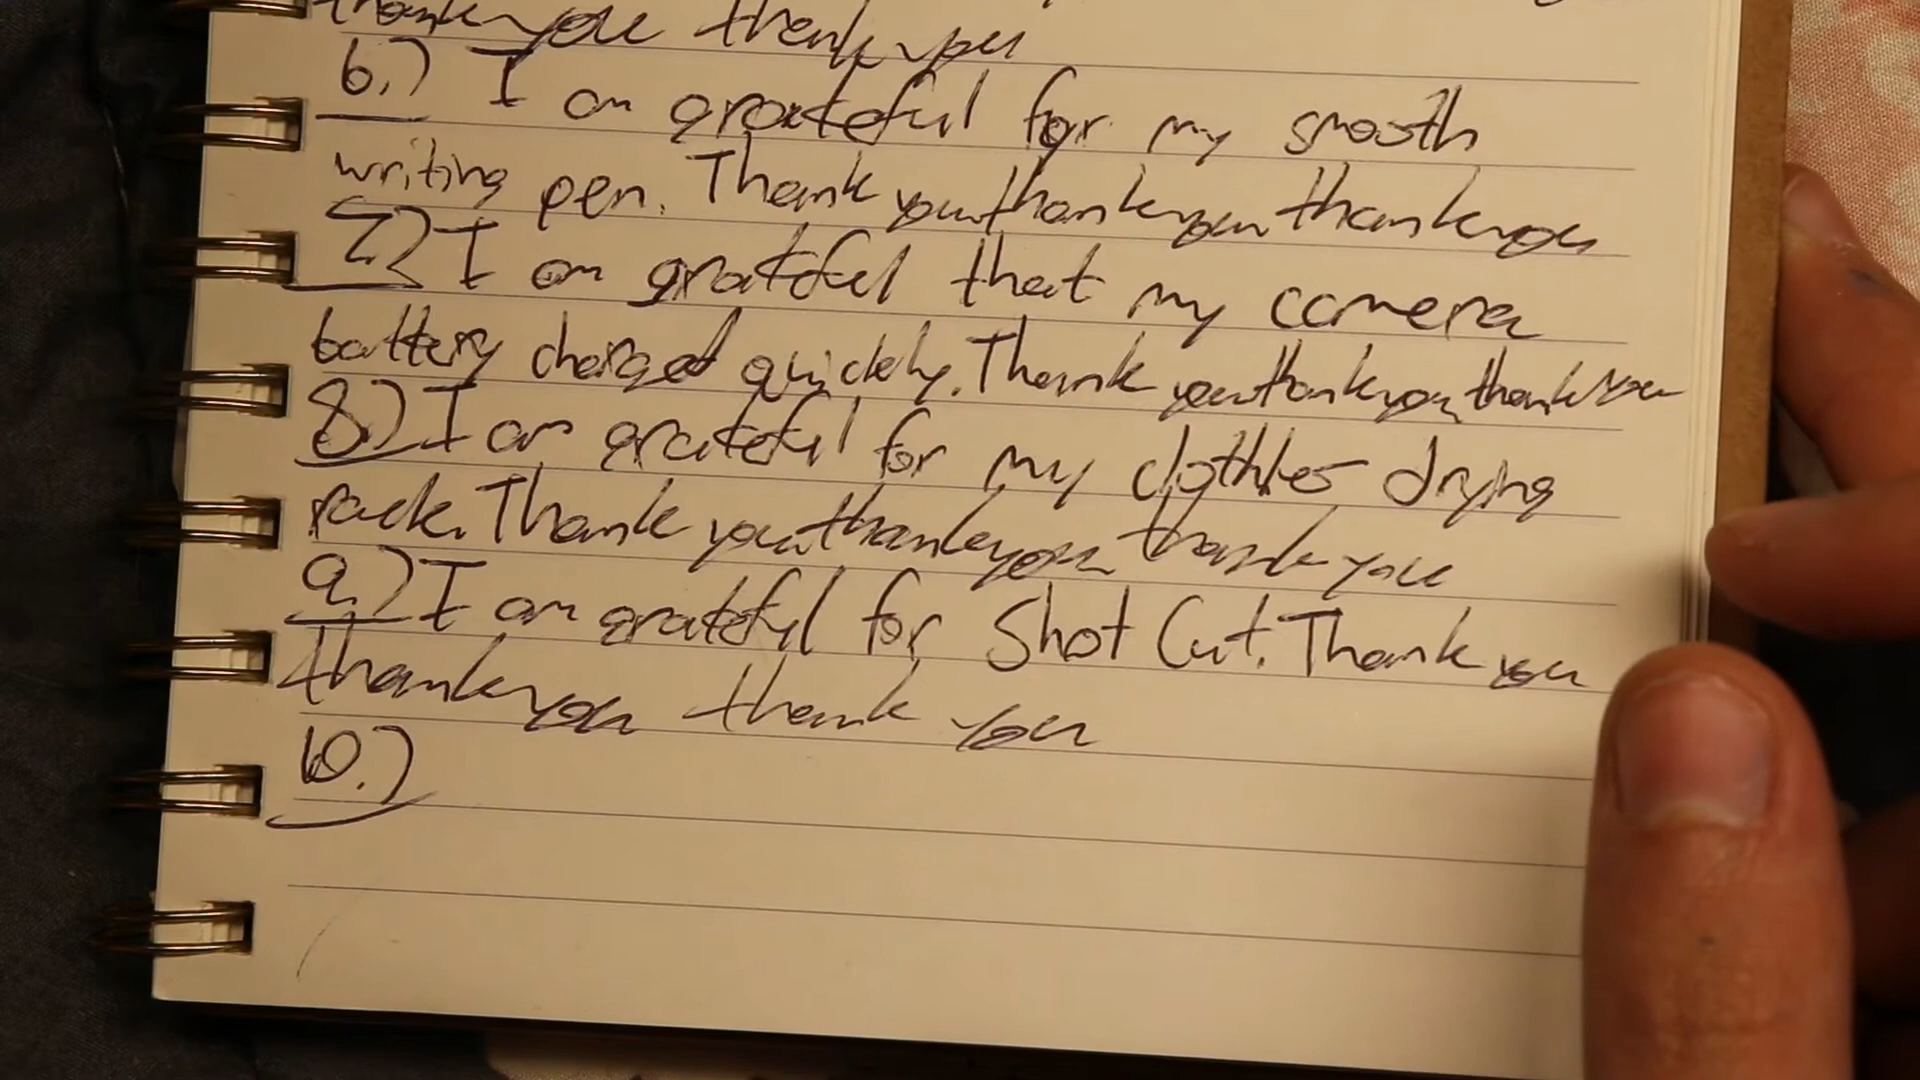 thank you thank you
6.) I am grateful for my smooth
writing pen. Thank you thank you thank you
7.) I am grateful that my camera
battery charged quickly. Thank you thank you thank you
8.) I am grateful for my clothes drying
rack. Thank you thank you thank you
9.) I am grateful for Shot Cut. Thank you
thank you thank you
10.)